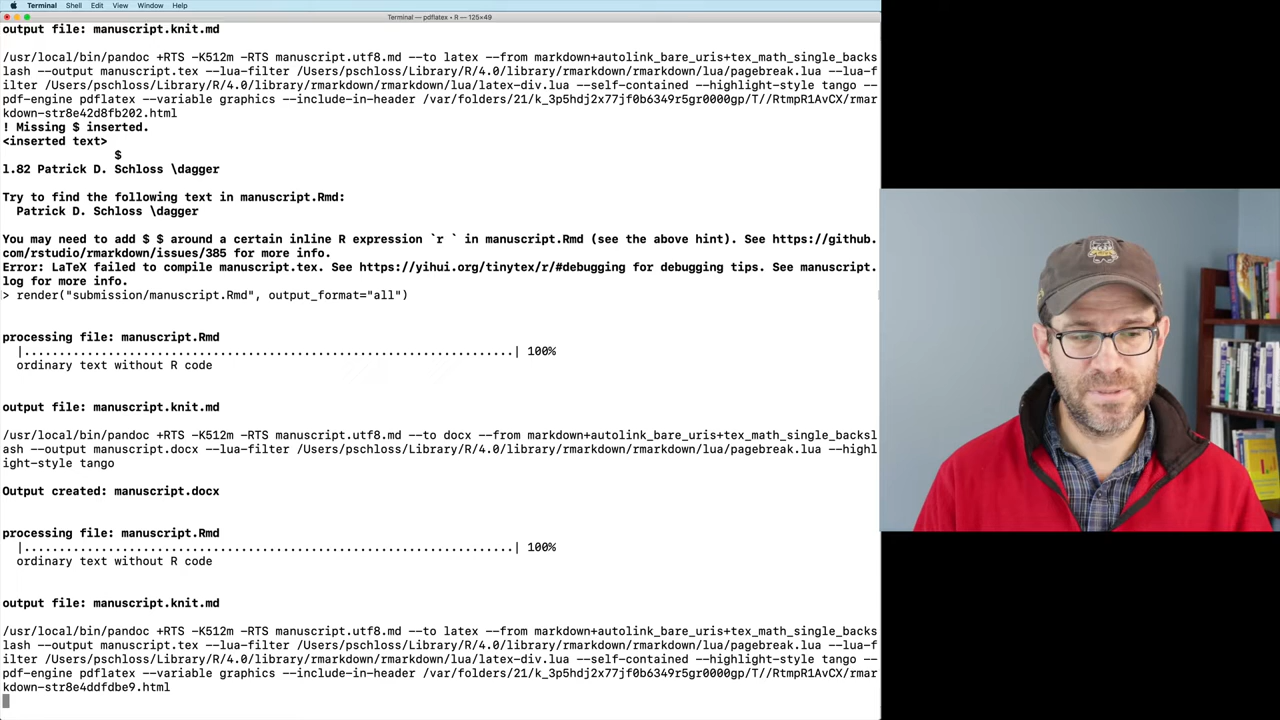 Terminal Shell Edit View Window Help
Terminal — pdflatex • R — 125×49
output file: manuscript.knit.md
/usr/local/bin/pandoc +RTS -K512m -RTS manuscript.utf8.md --to latex --from markdown+autolink_bare_uris+tex_math_single_backs
lash --output manuscript.tex --lua-filter /Users/pschloss/Library/R/4.0/library/rmarkdown/rmarkdown/lua/pagebreak.lua --lua-f
ilter /Users/pschloss/Library/R/4.0/library/rmarkdown/rmarkdown/lua/latex-div.lua --self-contained --highlight-style tango --
pdf-engine pdflatex --variable graphics --include-in-header /var/folders/21/k_3p5hdj2x77jf0b6349r5gr0000gp/T//RtmpR1AvCX/rmar
kdown-str8e42d8fb202.html
! Missing $ inserted.
<inserted text>
$
l.82 Patrick D. Schloss \dagger
Try to find the following text in manuscript.Rmd:
Patrick D. Schloss \dagger
You may need to add $ $ around a certain inline R expression `r ` in manuscript.Rmd (see the above hint). See https://github.
com/rstudio/rmarkdown/issues/385 for more info.
Error: LaTeX failed to compile manuscript.tex. See https://yihui.org/tinytex/r/#debugging for debugging tips. See manuscript.
log for more info.
> render("submission/manuscript.Rmd", output_format="all")
processing file: manuscript.Rmd
|......................................................................| 100%
ordinary text without R code
output file: manuscript.knit.md
/usr/local/bin/pandoc +RTS -K512m -RTS manuscript.utf8.md --to docx --from markdown+autolink_bare_uris+tex_math_single_backsl
ash --output manuscript.docx --lua-filter /Users/pschloss/Library/R/4.0/library/rmarkdown/rmarkdown/lua/pagebreak.lua --highl
ight-style tango
Output created: manuscript.docx
processing file: manuscript.Rmd
|......................................................................| 100%
ordinary text without R code
output file: manuscript.knit.md
/usr/local/bin/pandoc +RTS -K512m -RTS manuscript.utf8.md --to latex --from markdown+autolink_bare_uris+tex_math_single_backs
lash --output manuscript.tex --lua-filter /Users/pschloss/Library/R/4.0/library/rmarkdown/rmarkdown/lua/pagebreak.lua --lua-f
ilter /Users/pschloss/Library/R/4.0/library/rmarkdown/rmarkdown/lua/latex-div.lua --self-contained --highlight-style tango --
pdf-engine pdflatex --variable graphics --include-in-header /var/folders/21/k_3p5hdj2x77jf0b6349r5gr0000gp/T//RtmpR1AvCX/rmar
kdown-str8e4ddfdbe9.html